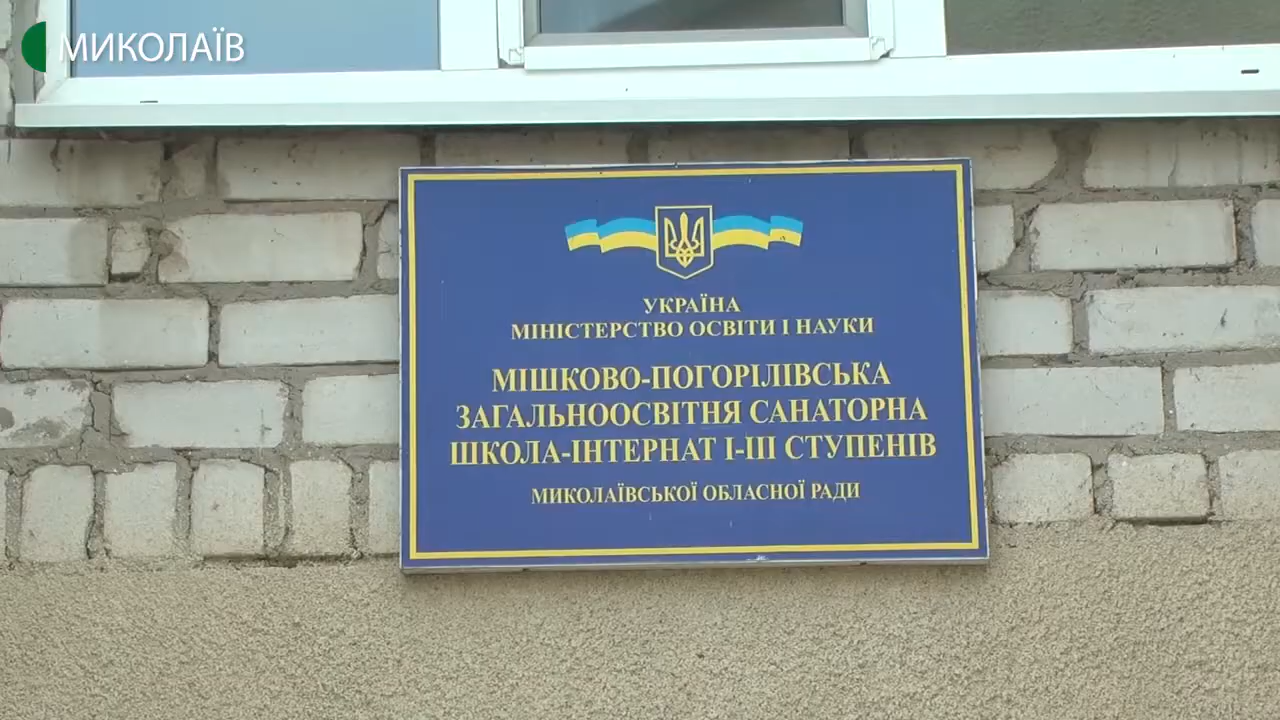 МИКОЛАЇВ
УКРАЇНА
МІНІСТЕРСТВО ОСВІТИ І НАУКИ
МІШКОВО-ПОГОРІЛІВСЬКА
ЗАГАЛЬНООСВІТНЯ САНАТОРНА
ШКОЛА-ІНТЕРНАТ І-ІІІ СТУПЕНІВ
МИКОЛАЇВСЬКОЇ ОБЛАСНОЇ РАДИ